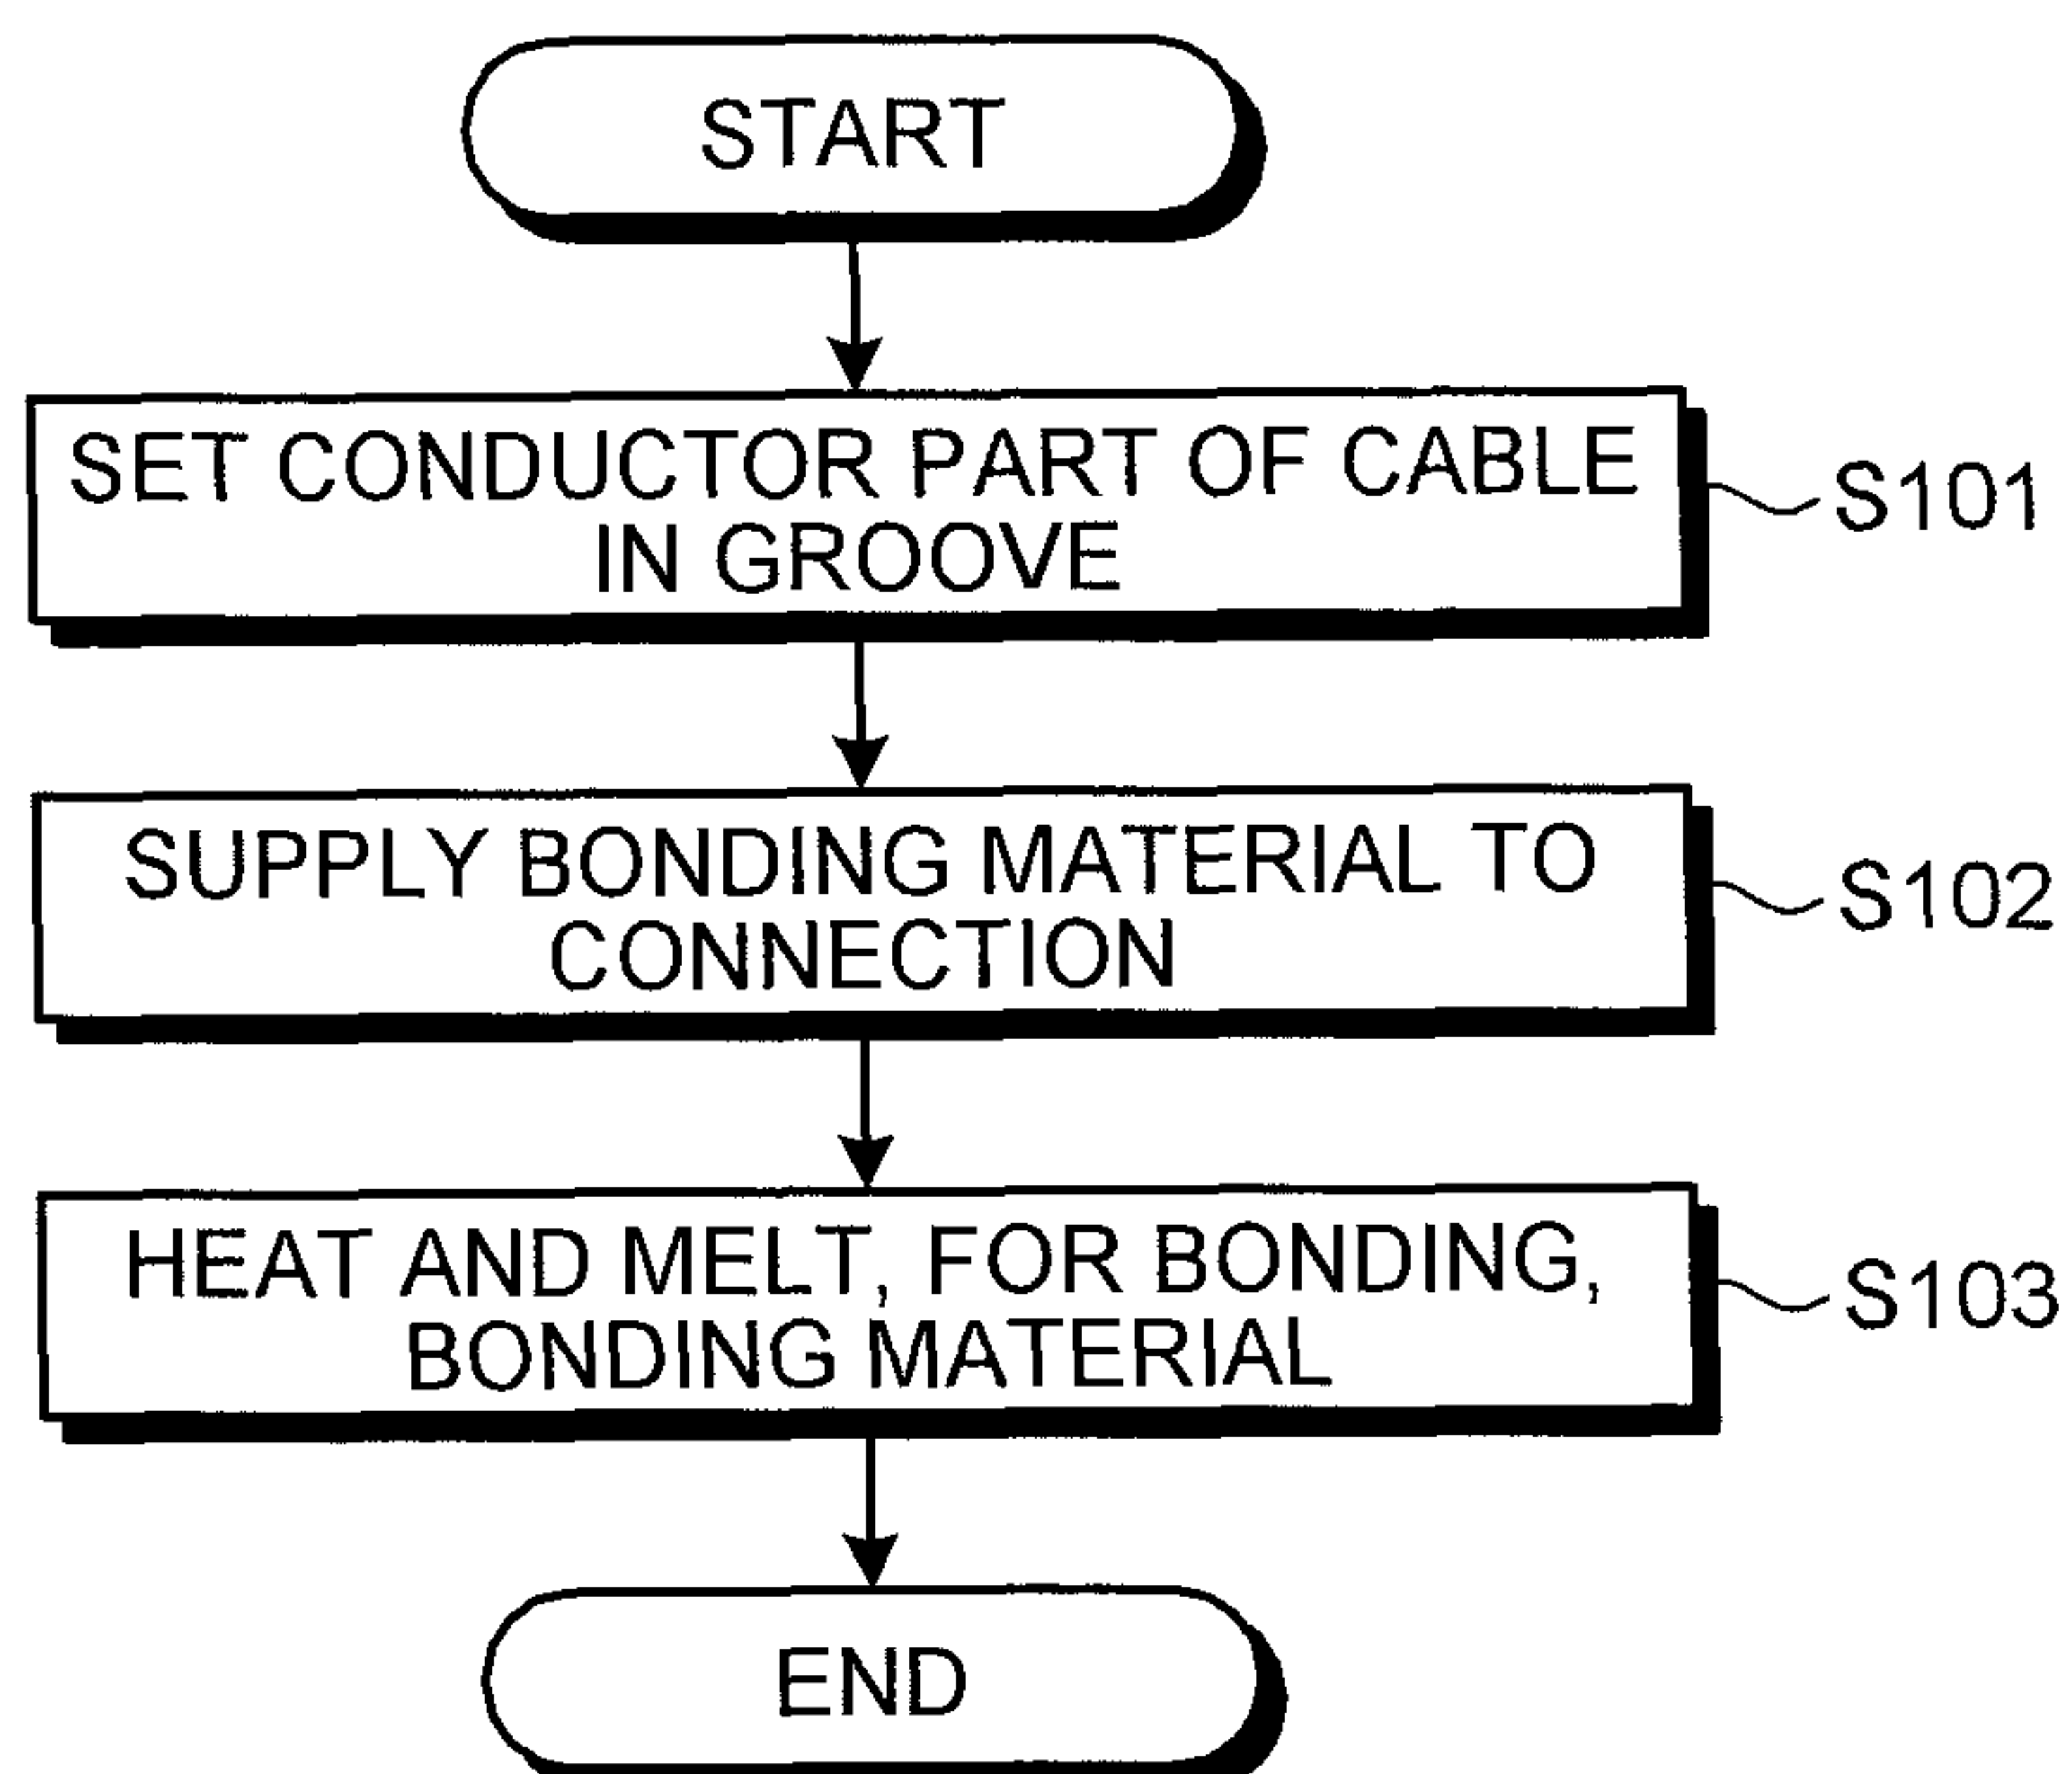 START
SET CONDUCTOR PART OF CABLE
IN GROOVE
S101
SUPPLY BONDING MATERIAL TO
CONNECTION
S102
HEAT AND MELT, FOR BONDING,
BONDING MATERIAL
S103
END